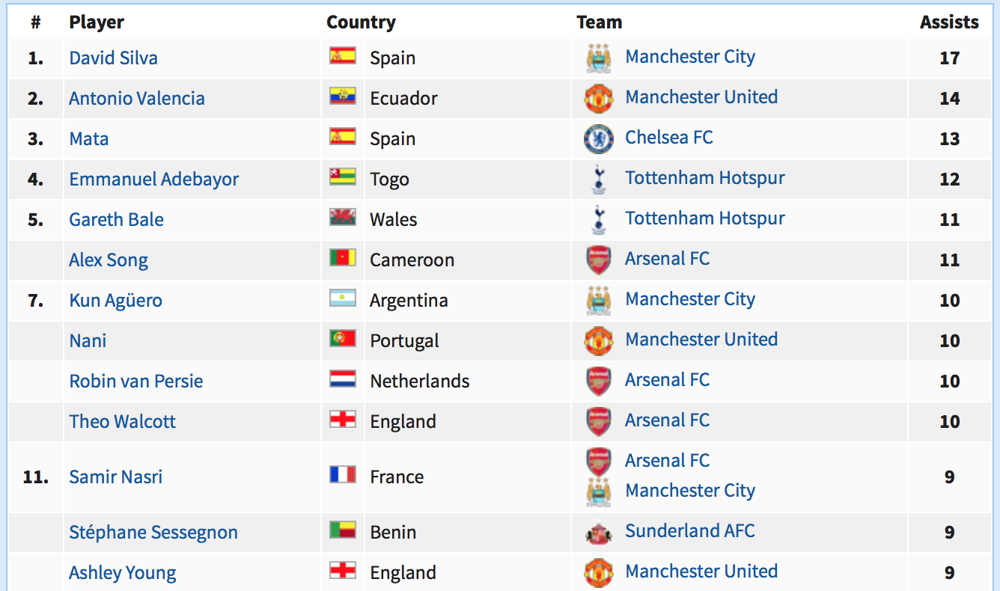 # Player Country Team Assists
1. David Silva Spain Manchester City 17
2. Antonio Valencia Ecuador Manchester United 14
3. Mata Spain Chelsea FC 13
4. Emmanuel Adebayor Togo Tottenham Hotspur 12
5. Gareth Bale Wales Tottenham Hotspur 11
Alex Song Cameroon Arsenal FC 11
7. Kun Agüero Argentina Manchester City 10
Nani Portugal Manchester United 10
Robin van Persie Netherlands Arsenal FC 10
Theo Walcott England Arsenal FC 10
11. Samir Nasri France Arsenal FC 9
Manchester City
Stéphane Sessegnon Benin Sunderland AFC 9
Ashley Young England Manchester United 9